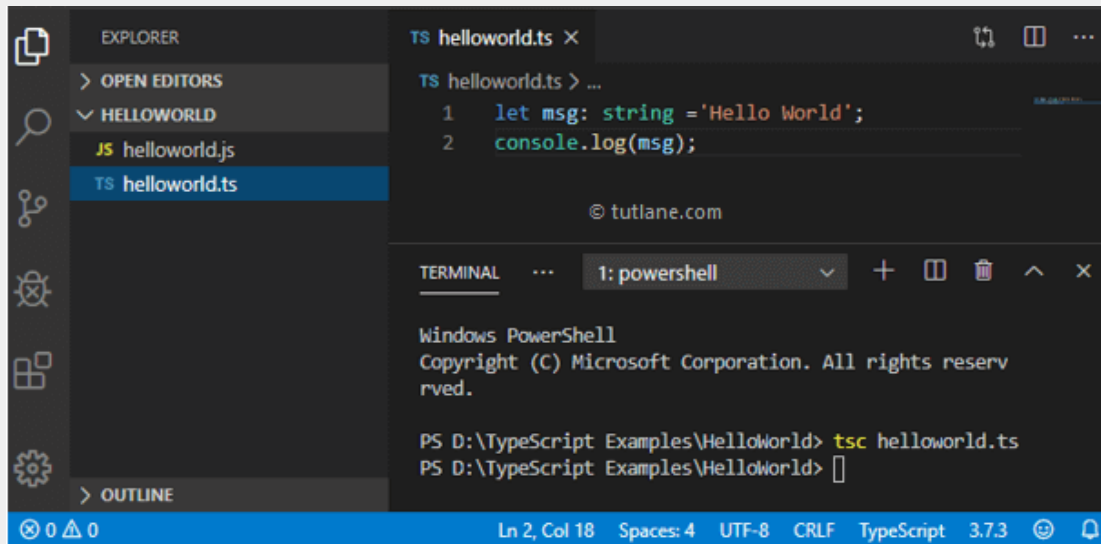 EXPLORER
OPEN EDITORS
HELLOWORLD
JS helloworld.js
TS helloworld.ts
OUTLINE
TS helloworld.ts ×
TS helloworld.ts > ...
1 let msg: string ='Hello World';
2 console.log(msg);
© tutlane.com
TERMINAL ... 1: powershell
Windows PowerShell
Copyright (C) Microsoft Corporation. All rights reserv
rved.
PS D:\TypeScript Examples\HelloWorld> tsc helloworld.ts
PS D:\TypeScript Examples\HelloWorld>
0 0 Ln 2, Col 18 Spaces: 4 UTF-8 CRLF TypeScript 3.7.3